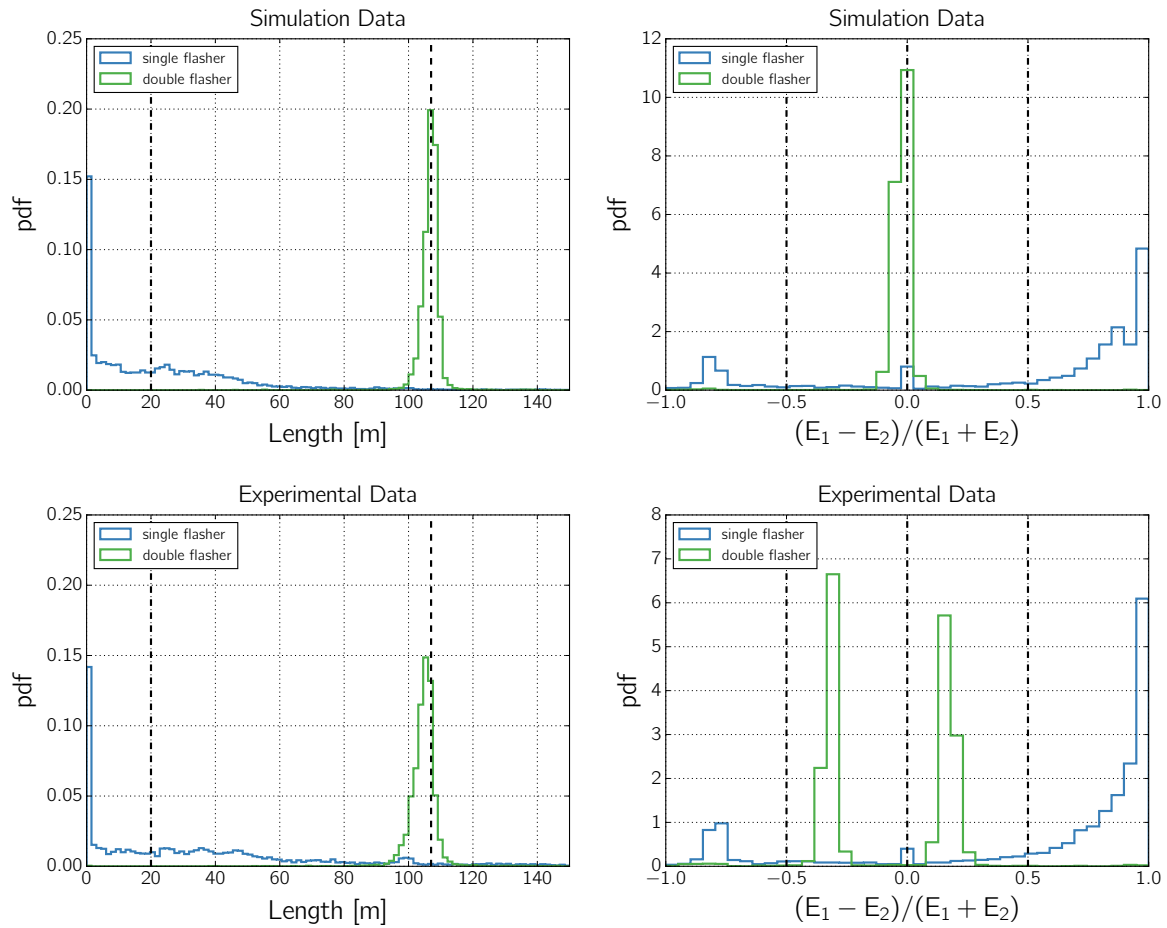 Simulation Data
0.25
0.20
0.15
0.10
0.05
0.00
pdf
single flasher
double flasher
0 20 40 60 80 100 120 140
Length [m]
Simulation Data
12
10
8
6
4
2
0
pdf
single flasher
double flasher
−1.0 −0.5 0.0 0.5 1.0
(E₁ − E₂)/(E₁ + E₂)
Experimental Data
0.25
0.20
0.15
0.10
0.05
0.00
pdf
single flasher
double flasher
0 20 40 60 80 100 120 140
Length [m]
Experimental Data
8
7
6
5
4
3
2
1
0
pdf
single flasher
double flasher
−1.0 −0.5 0.0 0.5 1.0
(E₁ − E₂)/(E₁ + E₂)